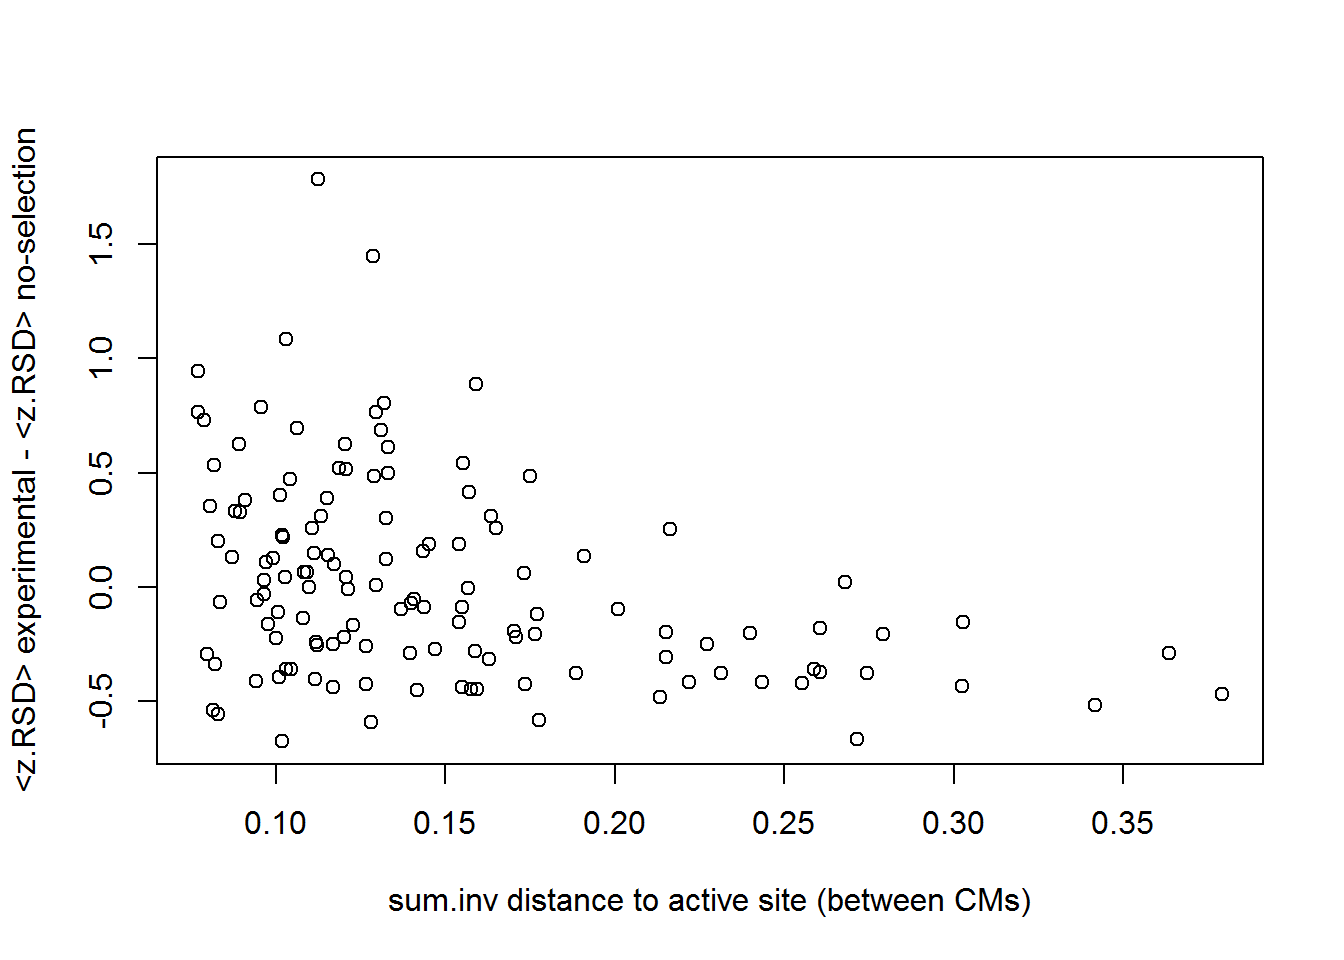 <z.RSD> experimental - <z.RSD> no-selection
1.5
1.0
0.5
0.0
-0.5
0.10 0.15 0.20 0.25 0.30 0.35
sum.inv distance to active site (between CMs)